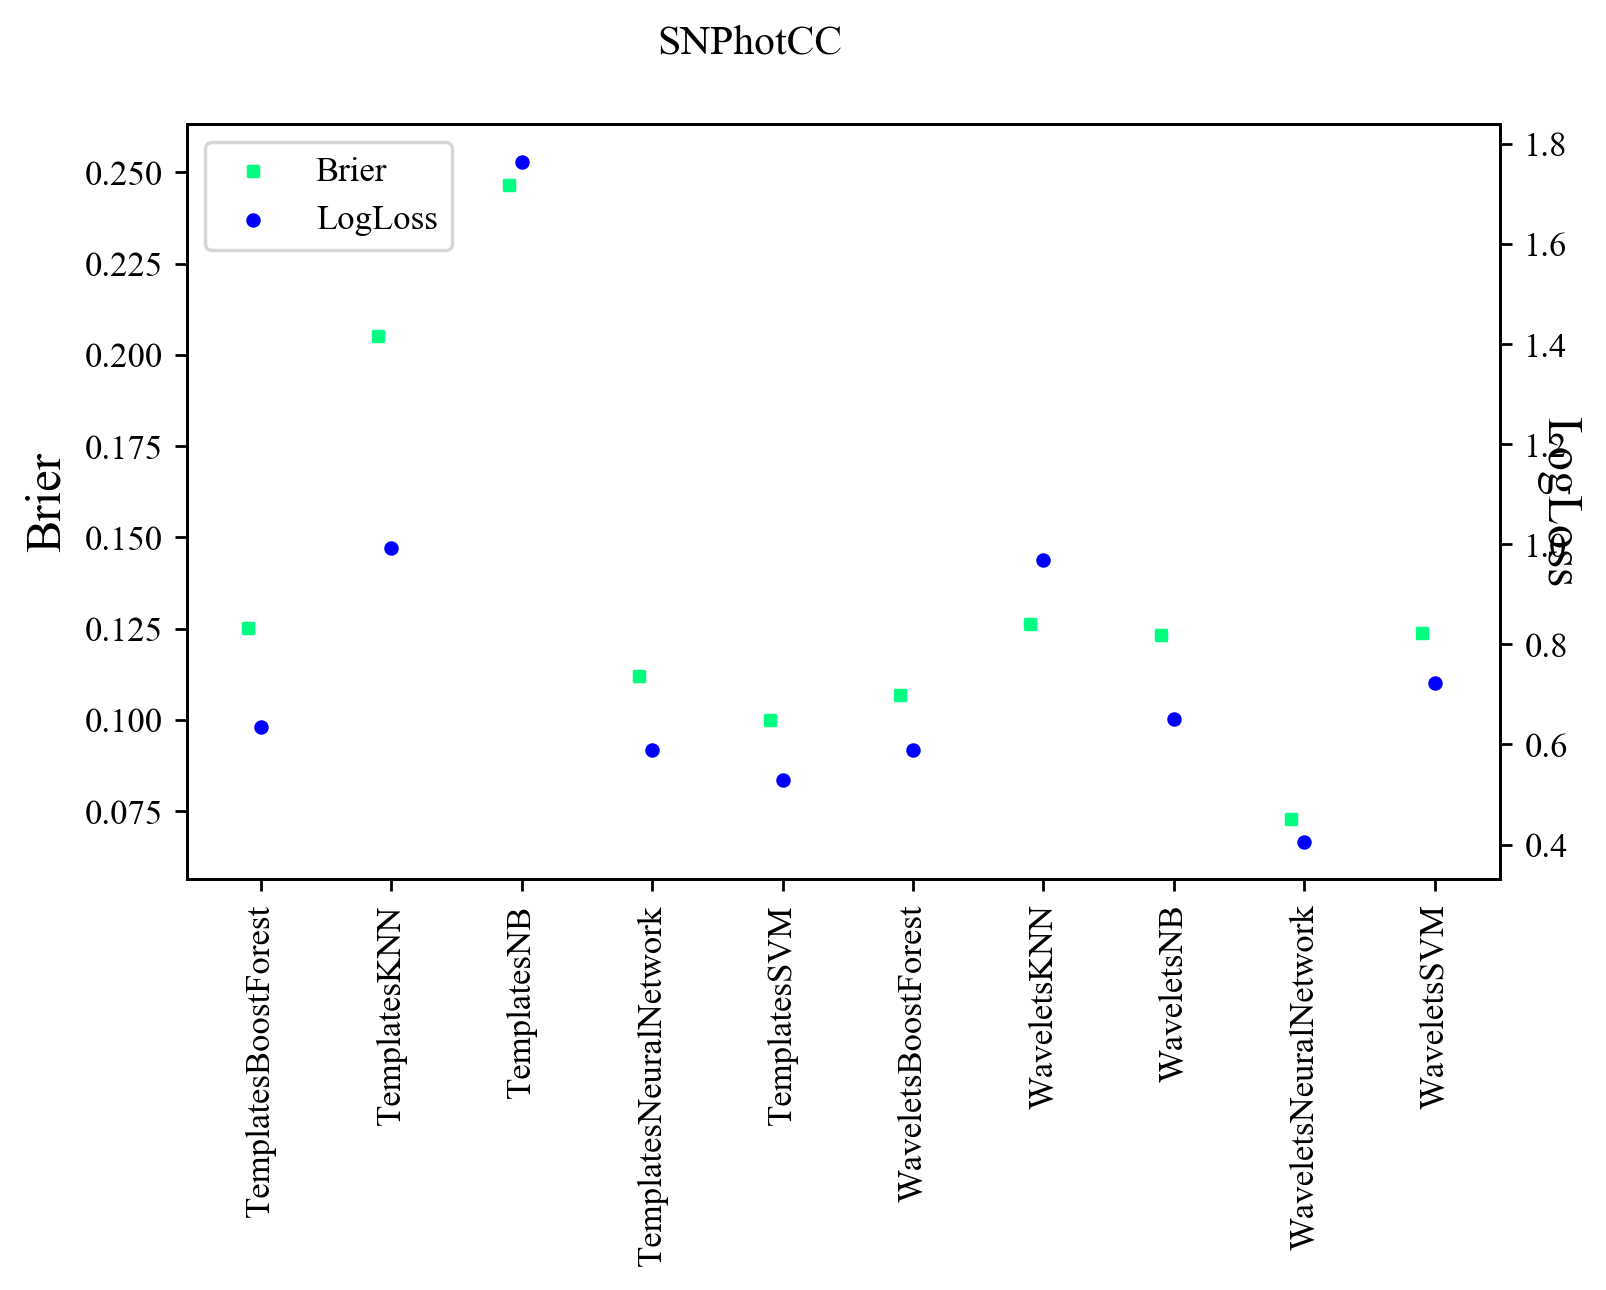 SNPhotCC
Brier
LogLoss
0.250
0.225
0.200
0.175
0.150
0.125
0.100
0.075
Brier
1.8
1.6
1.4
1.2
1.0
0.8
0.6
0.4
LogLoss
TemplatesBoostForest
TemplatesKNN
TemplatesNB
TemplatesNeuralNetwork
TemplatesSVM
WaveletsBoostForest
WaveletsKNN
WaveletsNB
WaveletsNeuralNetwork
WaveletsSVM